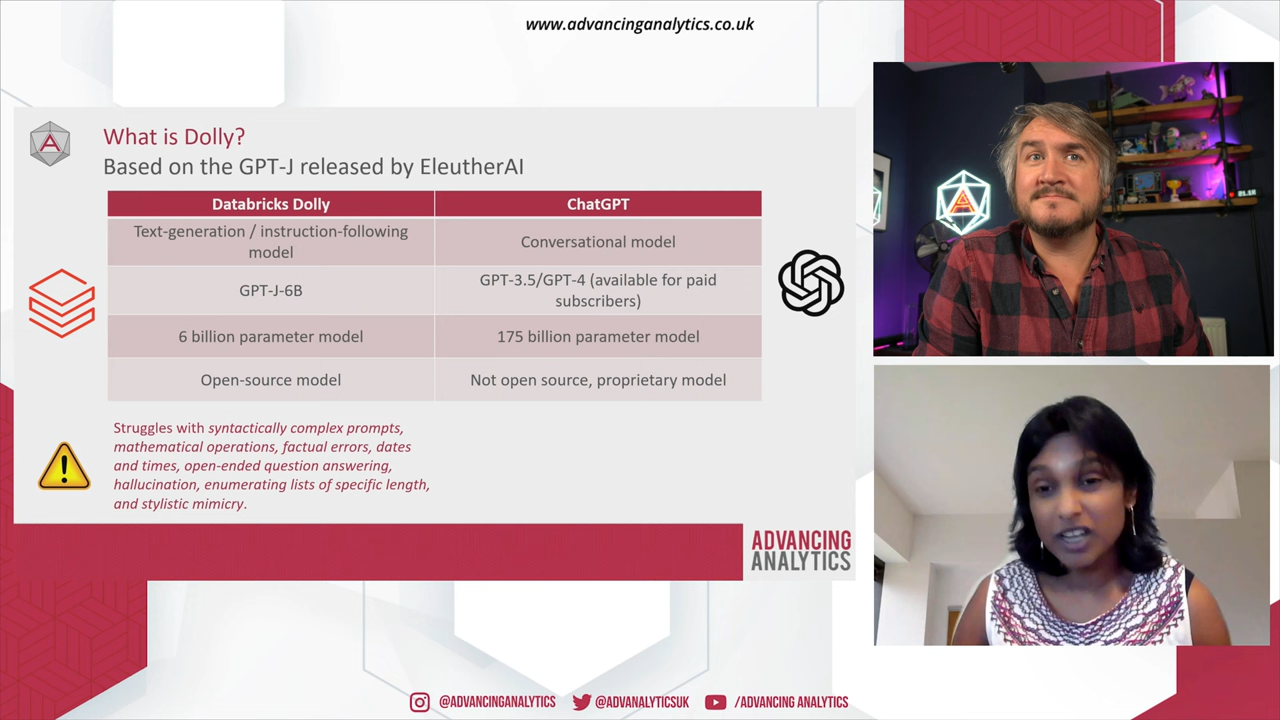 www.advancinganalytics.co.uk
What is Dolly?
Based on the GPT-J released by EleutherAI
Databricks Dolly
ChatGPT
Text-generation / instruction-following
model
Conversational model
GPT-J-6B
GPT-3.5/GPT-4 (available for paid
subscribers)
6 billion parameter model
175 billion parameter model
Open-source model
Not open source, proprietary model
Struggles with syntactically complex prompts,
mathematical operations, factual errors, dates
and times, open-ended question answering,
hallucination, enumerating lists of specific length,
and stylistic mimicry.
ADVANCING
ANALYTICS
@ADVANCINGANALYTICS
@ADVANALYTICSUK
/ADVANCING ANALYTICS